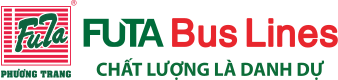 FuTa
PHƯƠNG TRANG
FUTA Bus Lines
CHẤT LƯỢNG LÀ DANH DỰ